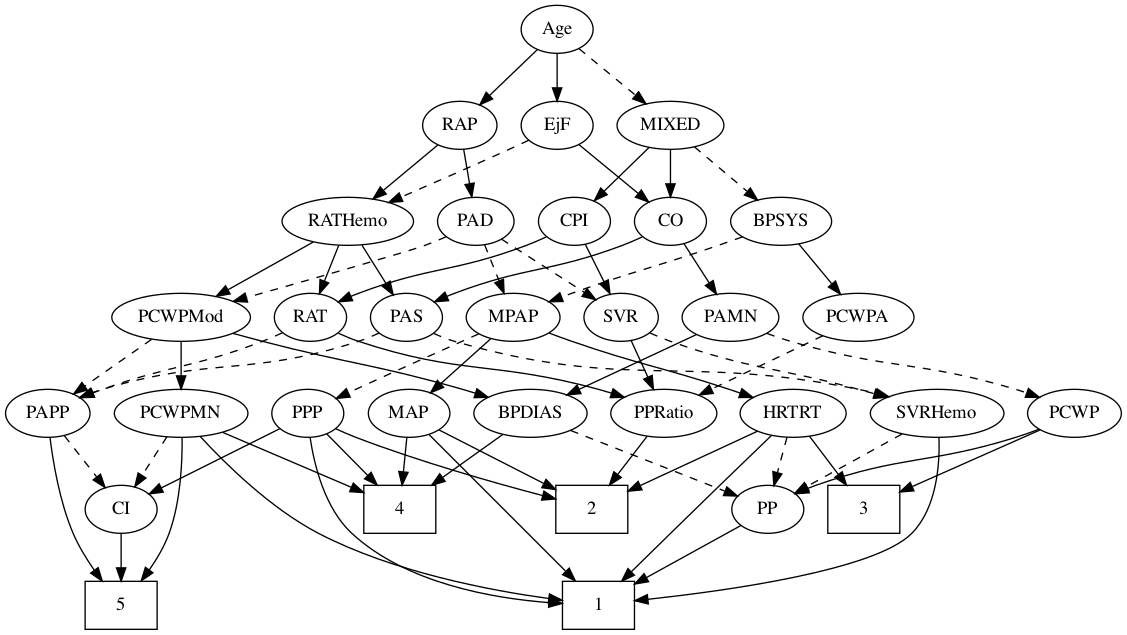 Age
RAP
EjF
MIXED
RATHemo
PAD
CPI
CO
BPSYS
PCWPMod
RAT
PAS
MPAP
SVR
PAMN
PCWPA
PAPP
PCWPMN
PPP
MAP
BPDIAS
PPRatio
HRTRT
SVRHemo
PCWP
CI
4
2
PP
3
5
1